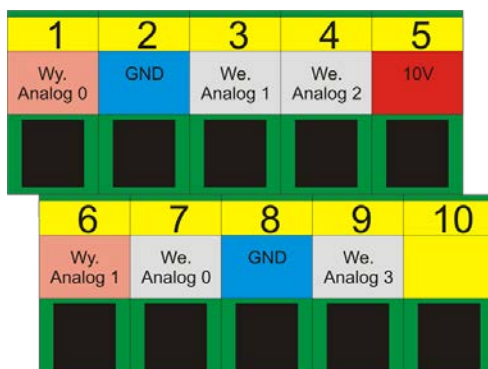 1 2 3 4 5
Wy. Analog 0 GND We. Analog 1 We. Analog 2 10V
6 7 8 9 10
Wy. Analog 1 We. Analog 0 GND We. Analog 3